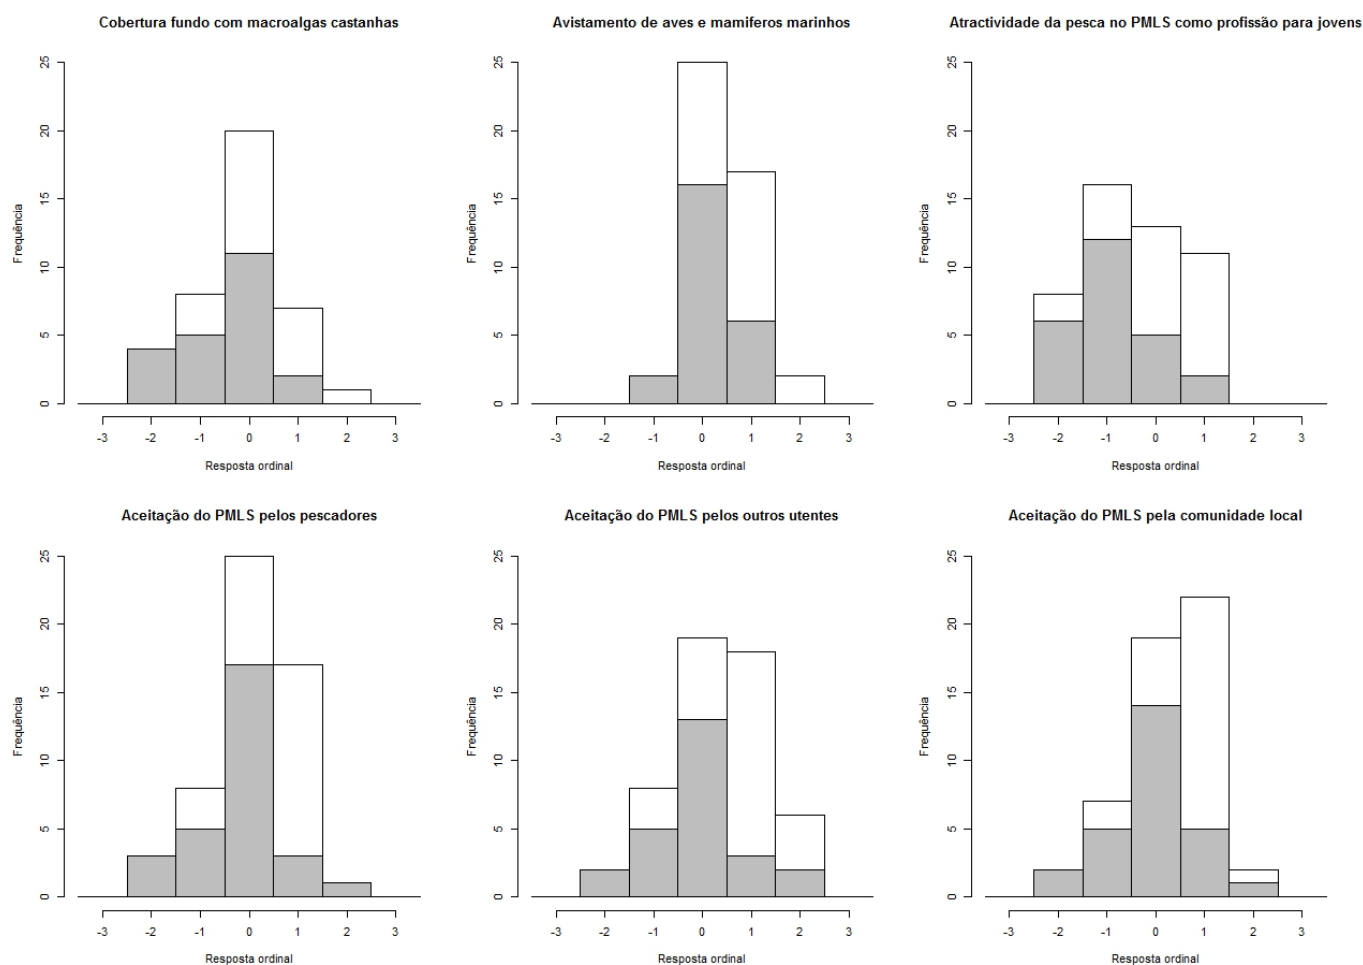 Cobertura fundo com macroalgas castanhas
Avistamento de aves e mamiferos marinhos
Atractividade da pesca no PMLS como profissão para jovens
25
20
15
10
5
0
Frequência
-3 -2 -1 0 1 2 3
Resposta ordinal
25
20
15
10
5
0
Frequência
-3 -2 -1 0 1 2 3
Resposta ordinal
25
20
15
10
5
0
Frequência
-3 -2 -1 0 1 2 3
Resposta ordinal
Aceitação do PMLS pelos pescadores
Aceitação do PMLS pelos outros utentes
Aceitação do PMLS pela comunidade local
25
20
15
10
5
0
Frequência
-3 -2 -1 0 1 2 3
Resposta ordinal
25
20
15
10
5
0
Frequência
-3 -2 -1 0 1 2 3
Resposta ordinal
25
20
15
10
5
0
Frequência
-3 -2 -1 0 1 2 3
Resposta ordinal